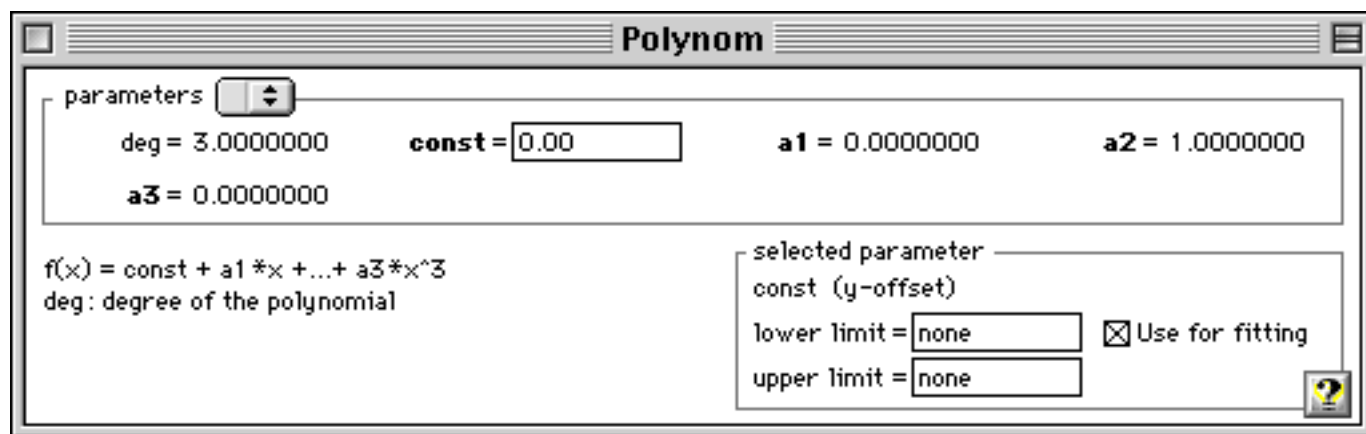 Polynom
parameters
deg = 3.0000000 const = 0.00 a1 = 0.0000000 a2 = 1.0000000
a3 = 0.0000000
f(x) = const + a1*x +...+ a3*x^3
deg: degree of the polynomial
selected parameter
const (y-offset)
lower limit = none Use for fitting
upper limit = none
?